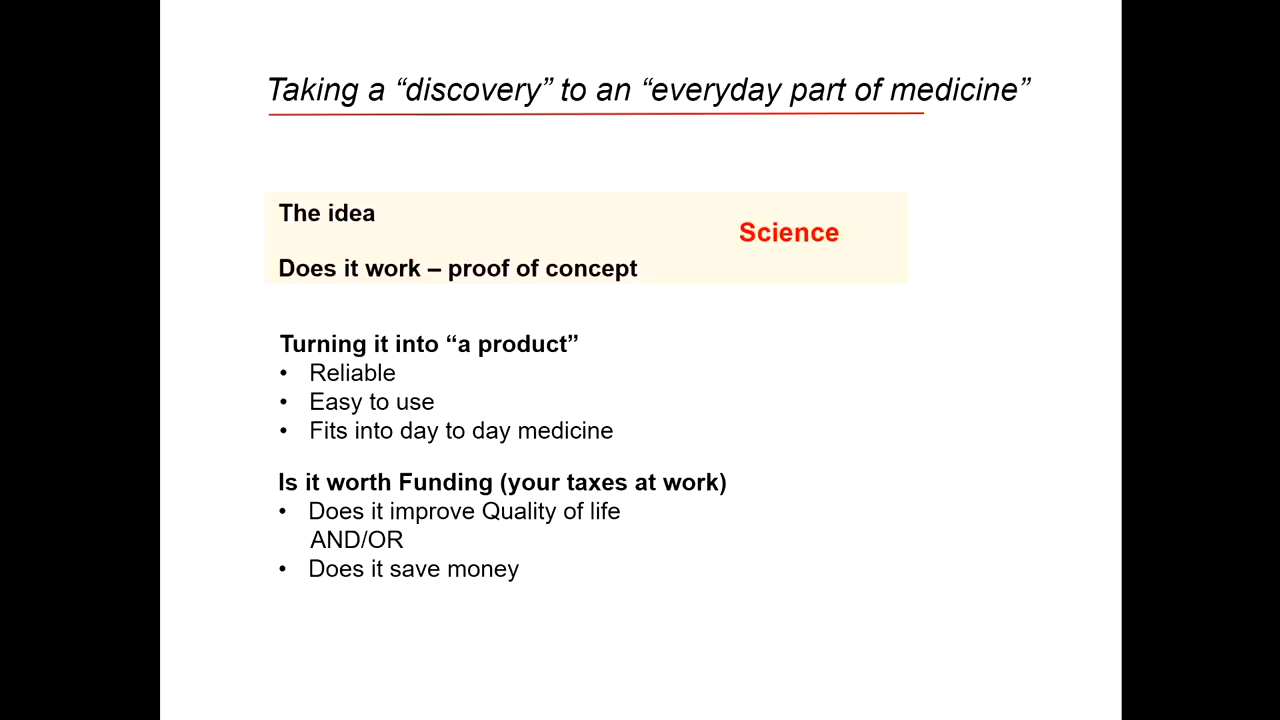 Taking a “discovery” to an “everyday part of medicine”
The idea
Science
Does it work – proof of concept
Turning it into “a product”
• Reliable
• Easy to use
• Fits into day to day medicine
Is it worth Funding (your taxes at work)
• Does it improve Quality of life
AND/OR
• Does it save money